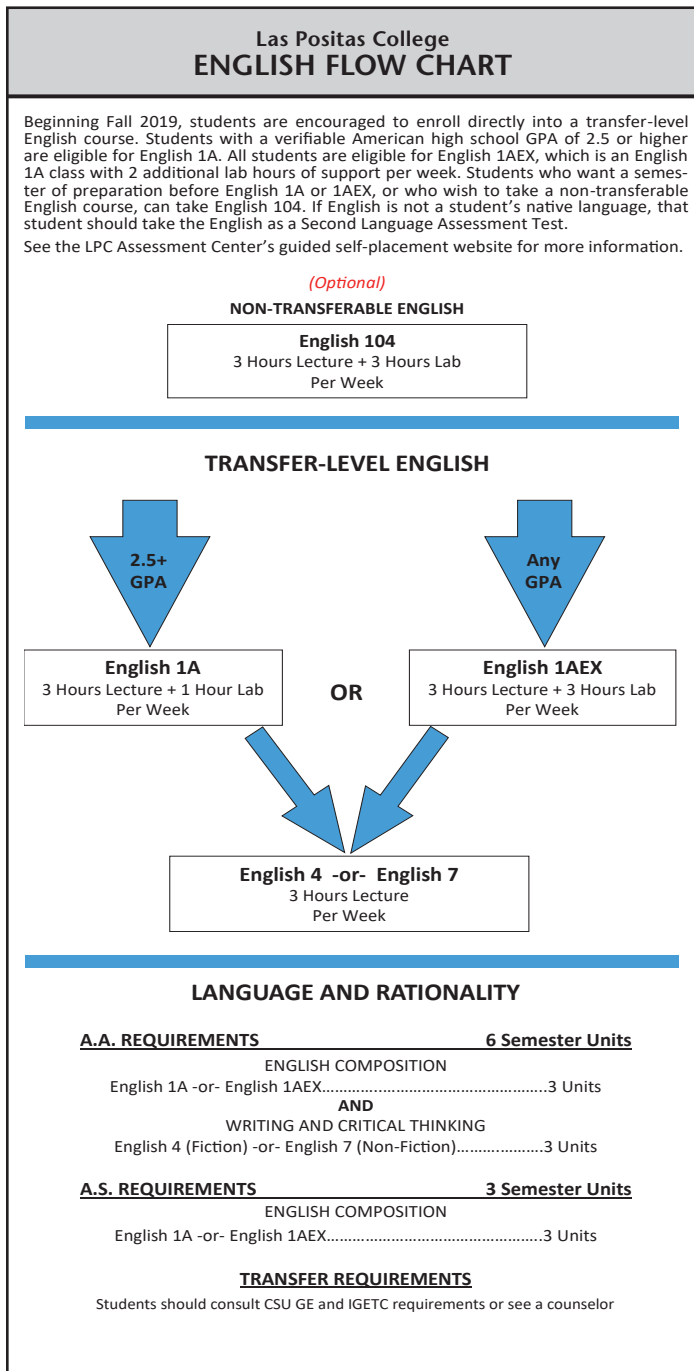 Las Positas College
ENGLISH FLOW CHART
Beginning Fall 2019, students are encouraged to enroll directly into a transfer-level
English course. Students with a verifiable American high school GPA of 2.5 or higher
are eligible for English 1A. All students are eligible for English 1AEX, which is an English
1A class with 2 additional lab hours of support per week. Students who want a semes-
ter of preparation before English 1A or 1AEX, or who wish to take a non-transferable
English course, can take English 104. If English is not a student's native language, that
student should take the English as a Second Language Assessment Test.
See the LPC Assessment Center's guided self-placement website for more information.
(Optional)
NON-TRANSFERABLE ENGLISH
English 104
3 Hours Lecture + 3 Hours Lab
Per Week
TRANSFER-LEVEL ENGLISH
2.5+
GPA
Any
GPA
English 1A
3 Hours Lecture + 1 Hour Lab
Per Week
OR
English 1AEX
3 Hours Lecture + 3 Hours Lab
Per Week
English 4 -or- English 7
3 Hours Lecture
Per Week
LANGUAGE AND RATIONALITY
A.A. REQUIREMENTS 6 Semester Units
ENGLISH COMPOSITION
English 1A -or- English 1AEX……………………………………………..3 Units
AND
WRITING AND CRITICAL THINKING
English 4 (Fiction) -or- English 7 (Non-Fiction)…………………3 Units
A.S. REQUIREMENTS 3 Semester Units
ENGLISH COMPOSITION
English 1A -or- English 1AEX…………………………………………..3 Units
TRANSFER REQUIREMENTS
Students should consult CSU GE and IGETC requirements or see a counselor